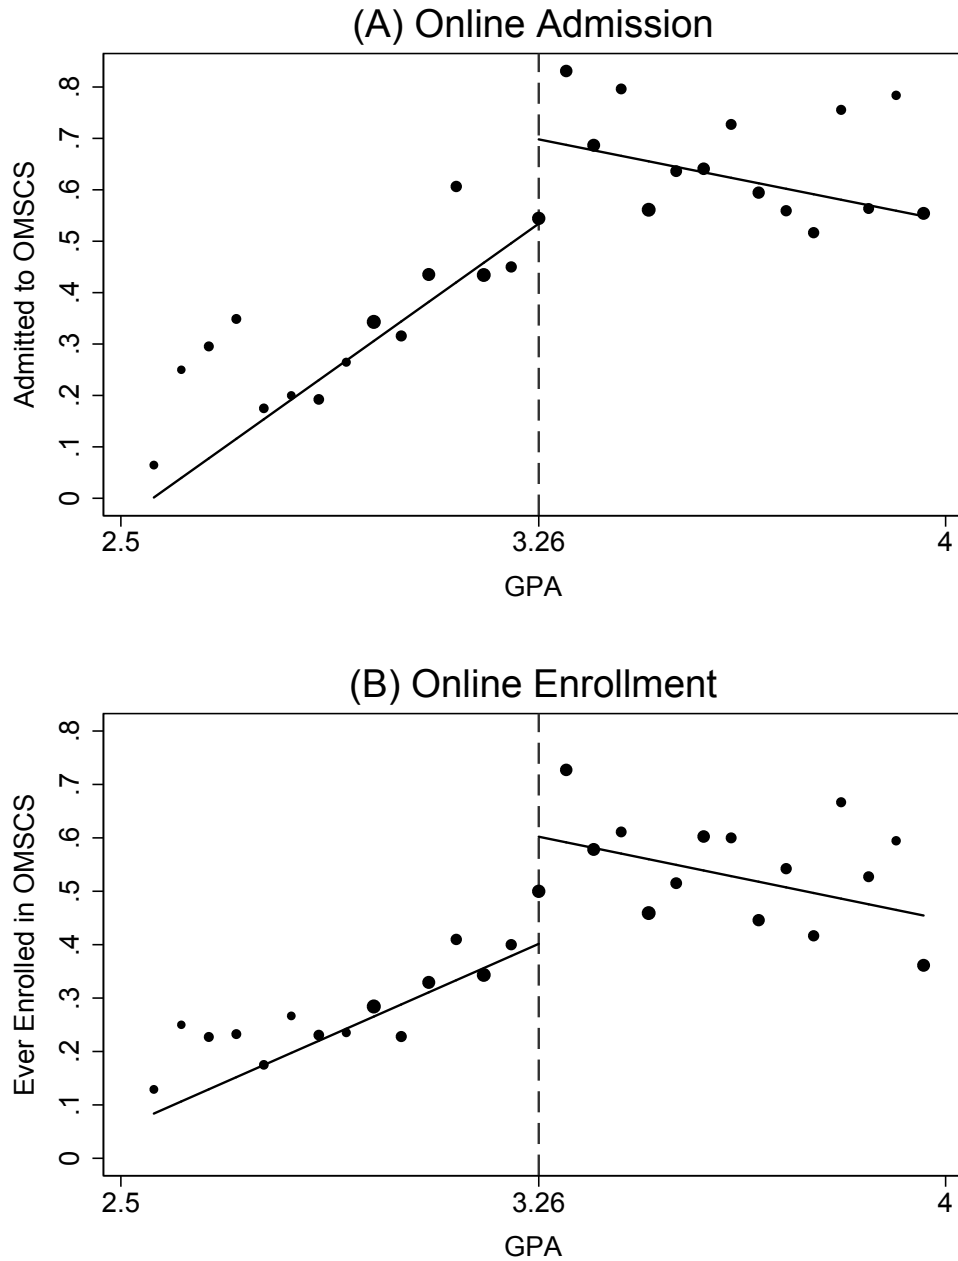 (A) Online Admission
Admitted to OMSCS
.8
.7
.6
.5
.4
.3
.2
.1
0
2.5 3.26 4
GPA
(B) Online Enrollment
Ever Enrolled in OMSCS
.8
.7
.6
.5
.4
.3
.2
.1
0
2.5 3.26 4
GPA